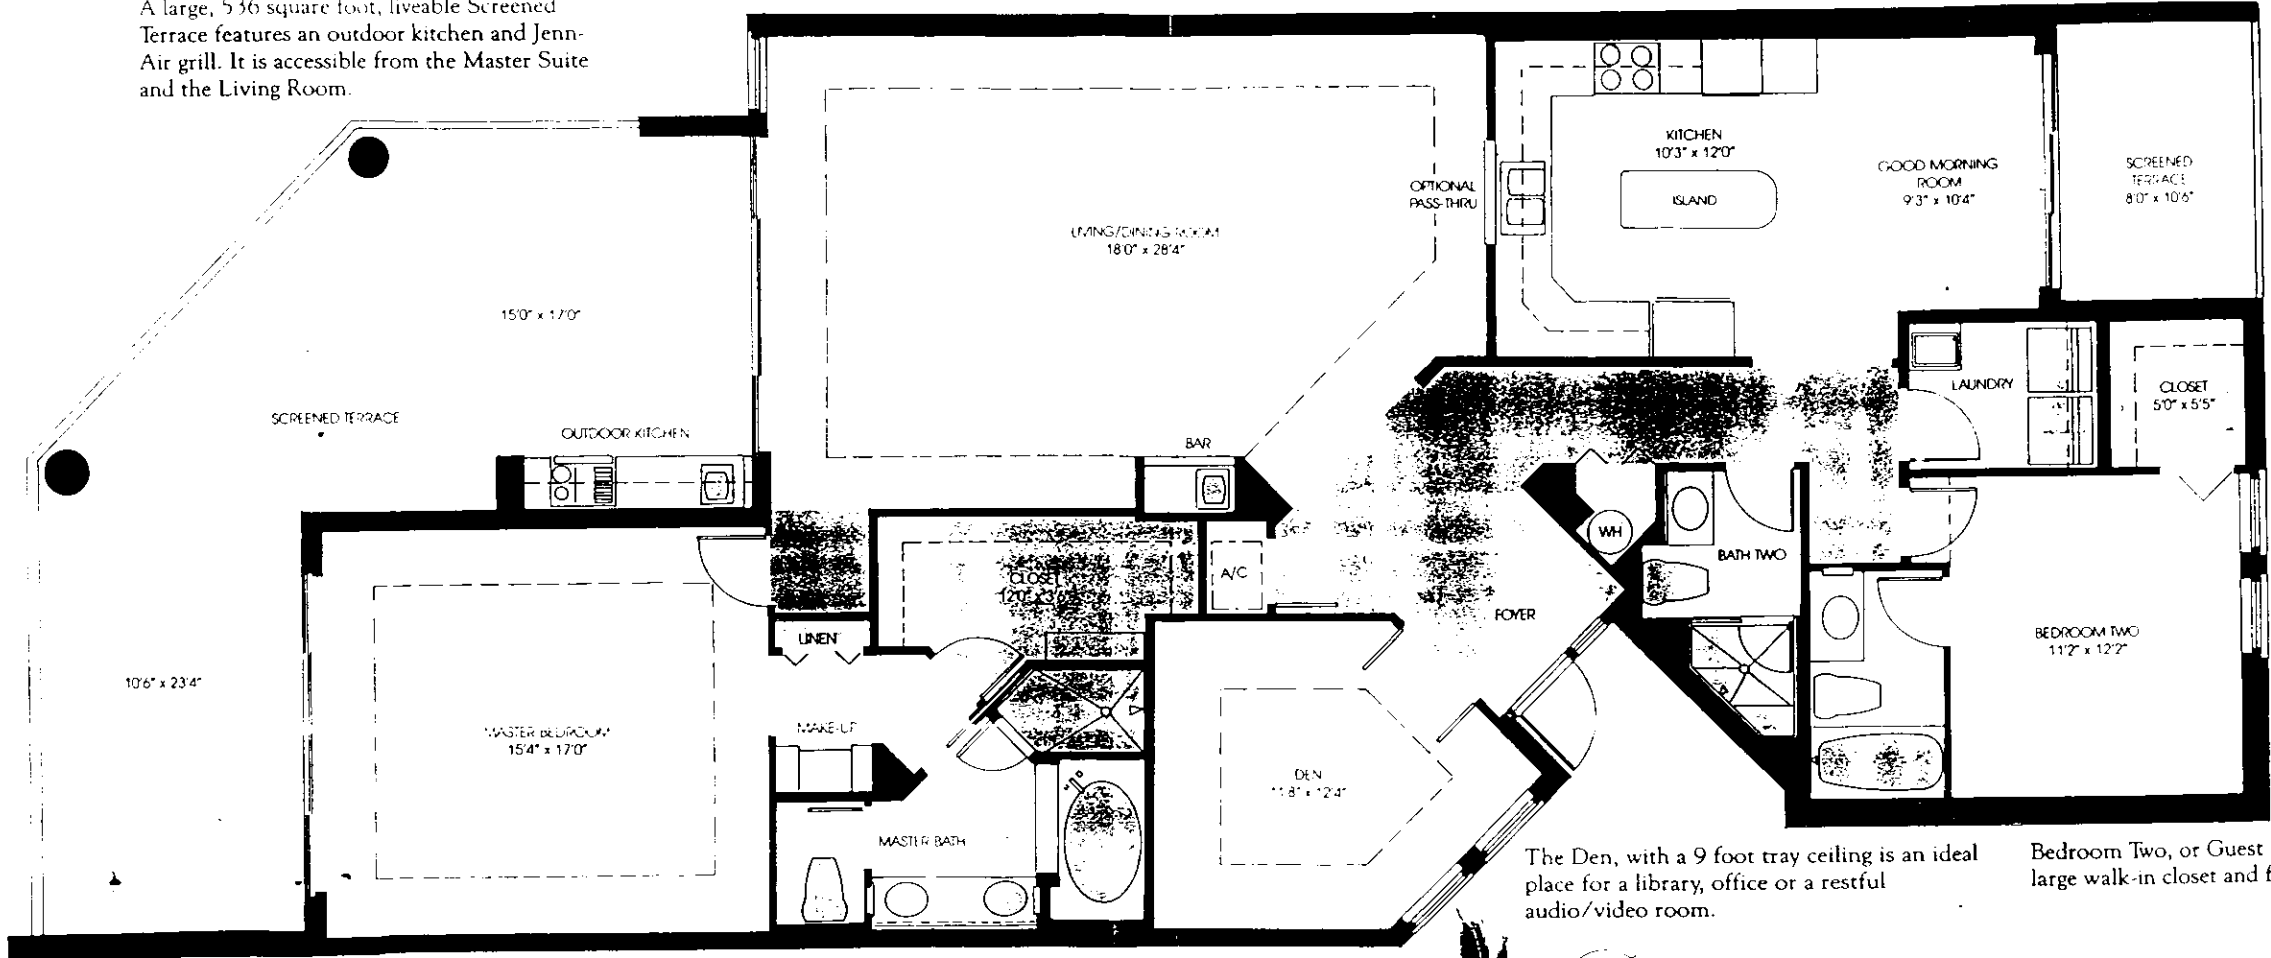 A large, 536 square foot, liveable Screened
Terrace features an outdoor kitchen and Jenn-
Air grill. It is accessible from the Master Suite
and the Living Room.
KITCHEN
10'3" x 12'0"
ISLAND
GOOD MORNING
ROOM
9'3" x 10'4"
SCREENED
TERRACE
8'0" x 10'6"
OPTIONAL
PASS-THRU
LIVING/DINING ROOM
18'0" x 28'4"
15'0" x 17'0"
SCREENED TERRACE
OUTDOOR KITCHEN
BAR
LAUNDRY
CLOSET
5'0" x 5'5"
WH
BATH TWO
A/C
CLOSET
FOYER
LINEN
BEDROOM TWO
11'2" x 12'2"
10'6" x 23'4"
MASTER BEDROOM
15'4" x 17'0"
MAKE-UP
DEN
11'8" x 12'4"
MASTER BATH
The Den, with a 9 foot tray ceiling is an ideal
place for a library, office or a restful
audio/video room.
Bedroom Two, or Guest
large walk-in closet and f